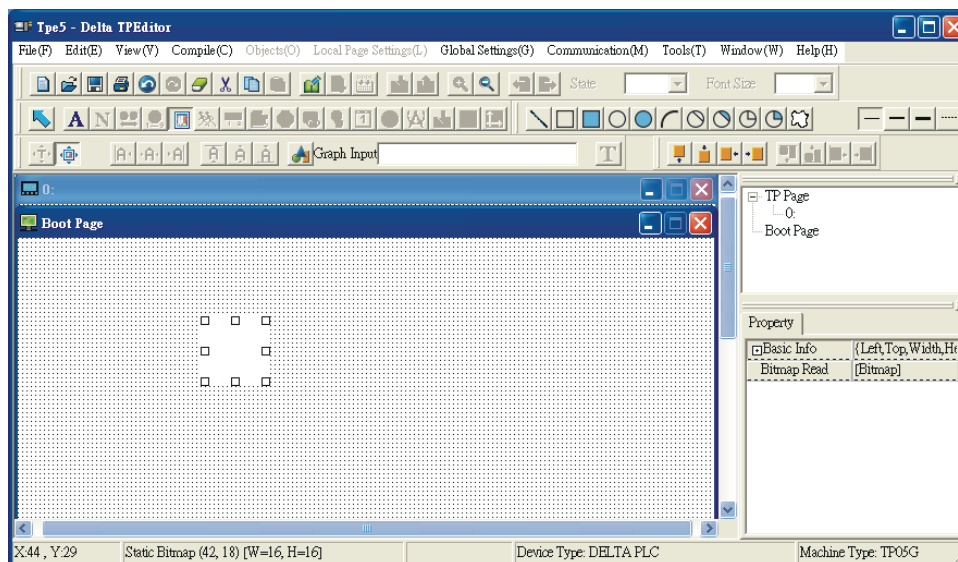 Tpe5 - Delta TPEditor
File(F) Edit(E) View(V) Compile(C) Objects(O) Local Page Settings(L) Global Settings(G) Communication(M) Tools(T) Window(W) Help(H)
State Font Size
A N
T A A A A A A Graph Input T
0:
Boot Page
TP Page
0:
Boot Page
Property
Basic Info {Left,Top,Width,He
Bitmap Read [Bitmap]
X:44 , Y:29 Static Bitmap (42, 18) [W=16, H=16] Device Type: DELTA PLC Machine Type: TP05G